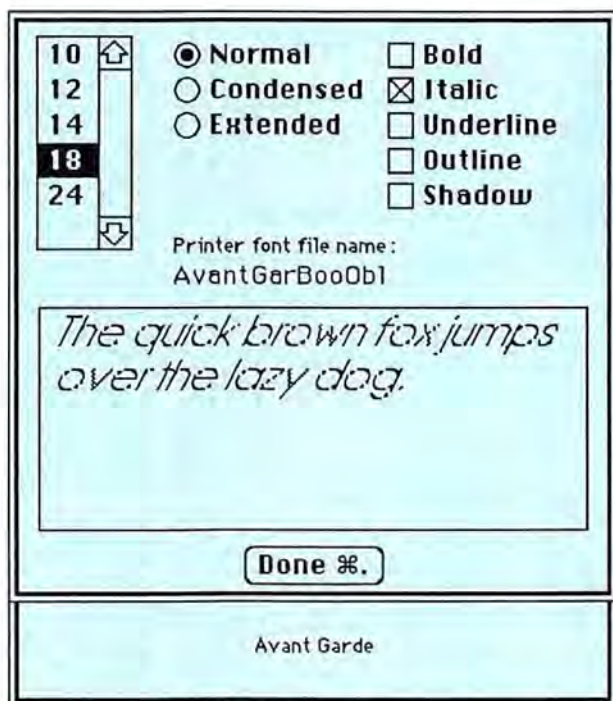 10
12
14
18
24
Normal
Condensed
Extended
Bold
Italic
Underline
Outline
Shadow
Printer font file name:
AvantGarBooObl
The quick brown fox jumps
over the lazy dog.
Done ⌘.
Avant Garde